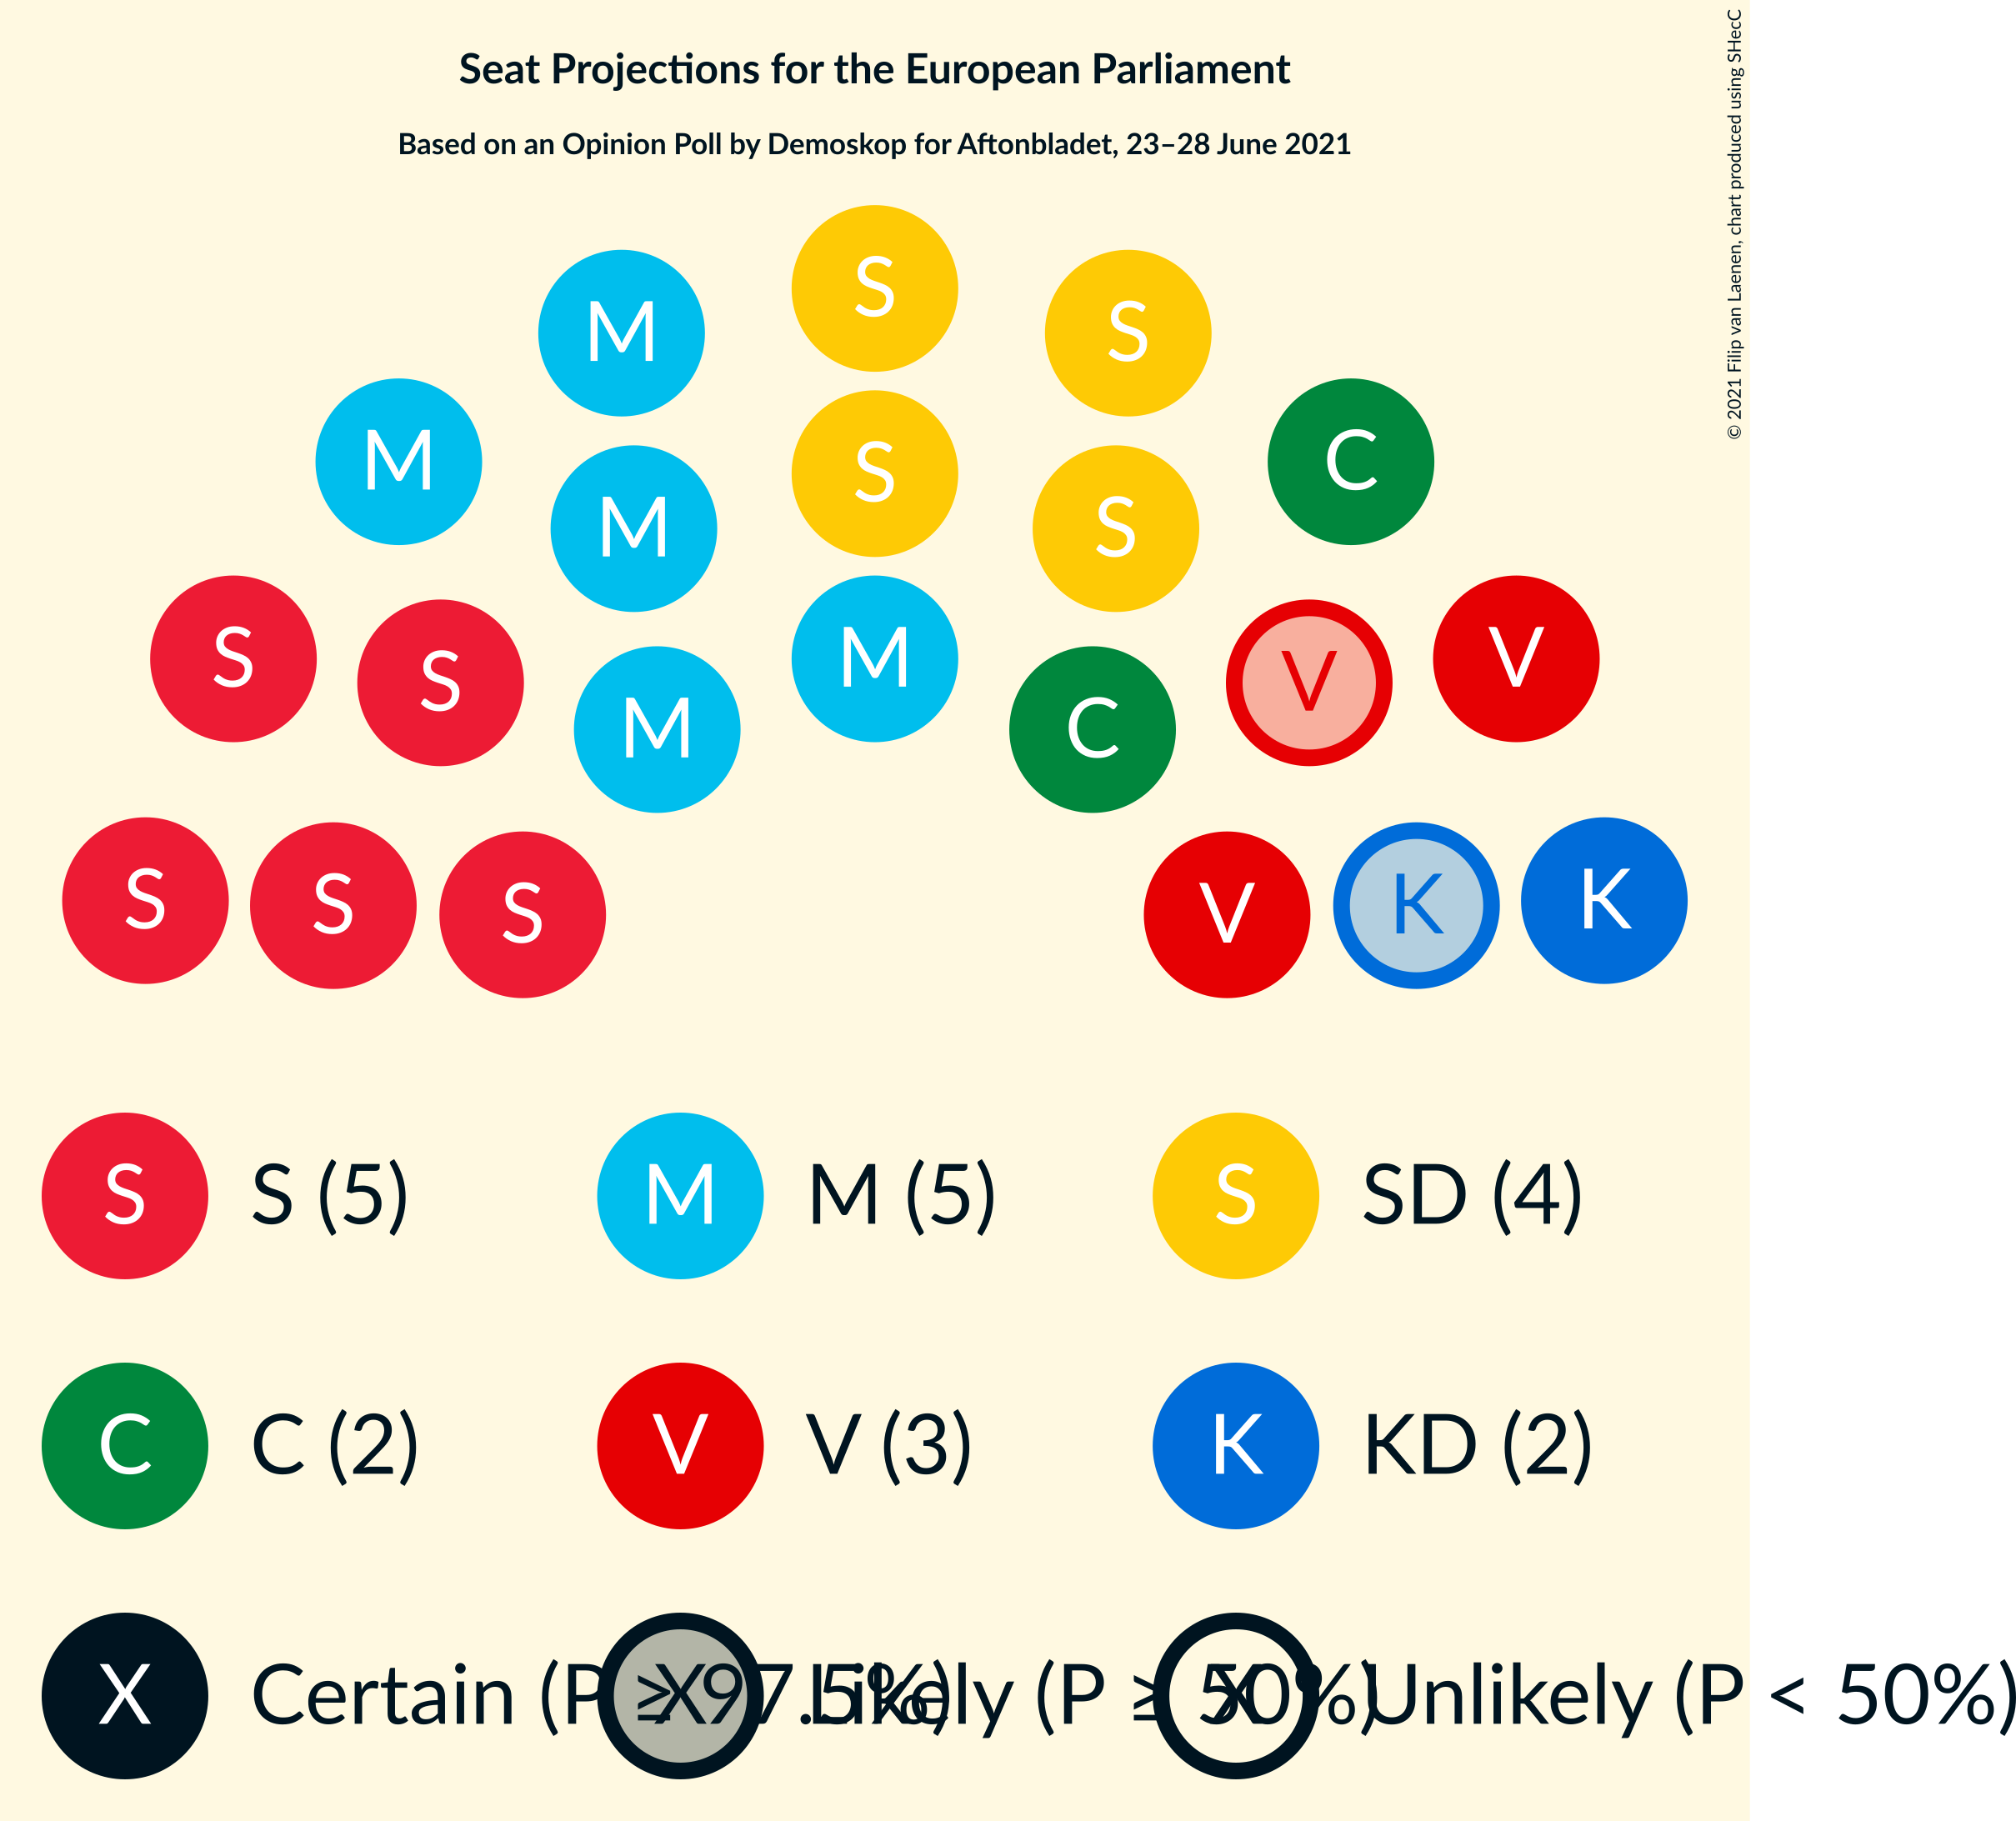 Seat Projections for the European Parliament
Based on an Opinion Poll by Demoskop for Aftonbladet, 23–28 June 2021
© 2021 Filip van Laenen, chart produced using SHecC
S
M S
M S C
M S
S M V V
S C
M
S K
S K
S V
S S (5) M M (5) S SD (4)
C C (2) V V (3) K KD (2)
X Certain (P ≥ 97.5%) X Likely (P ≥ 50%) X Unlikely (P < 50%)